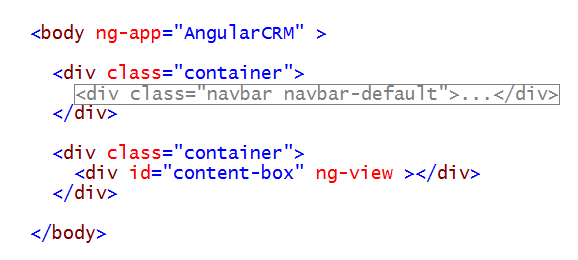 <body ng-app="AngularCRM" >
<div class="container">
<div class="navbar navbar-default">...</div>
</div>
<div class="container">
<div id="content-box" ng-view ></div>
</div>
</body>